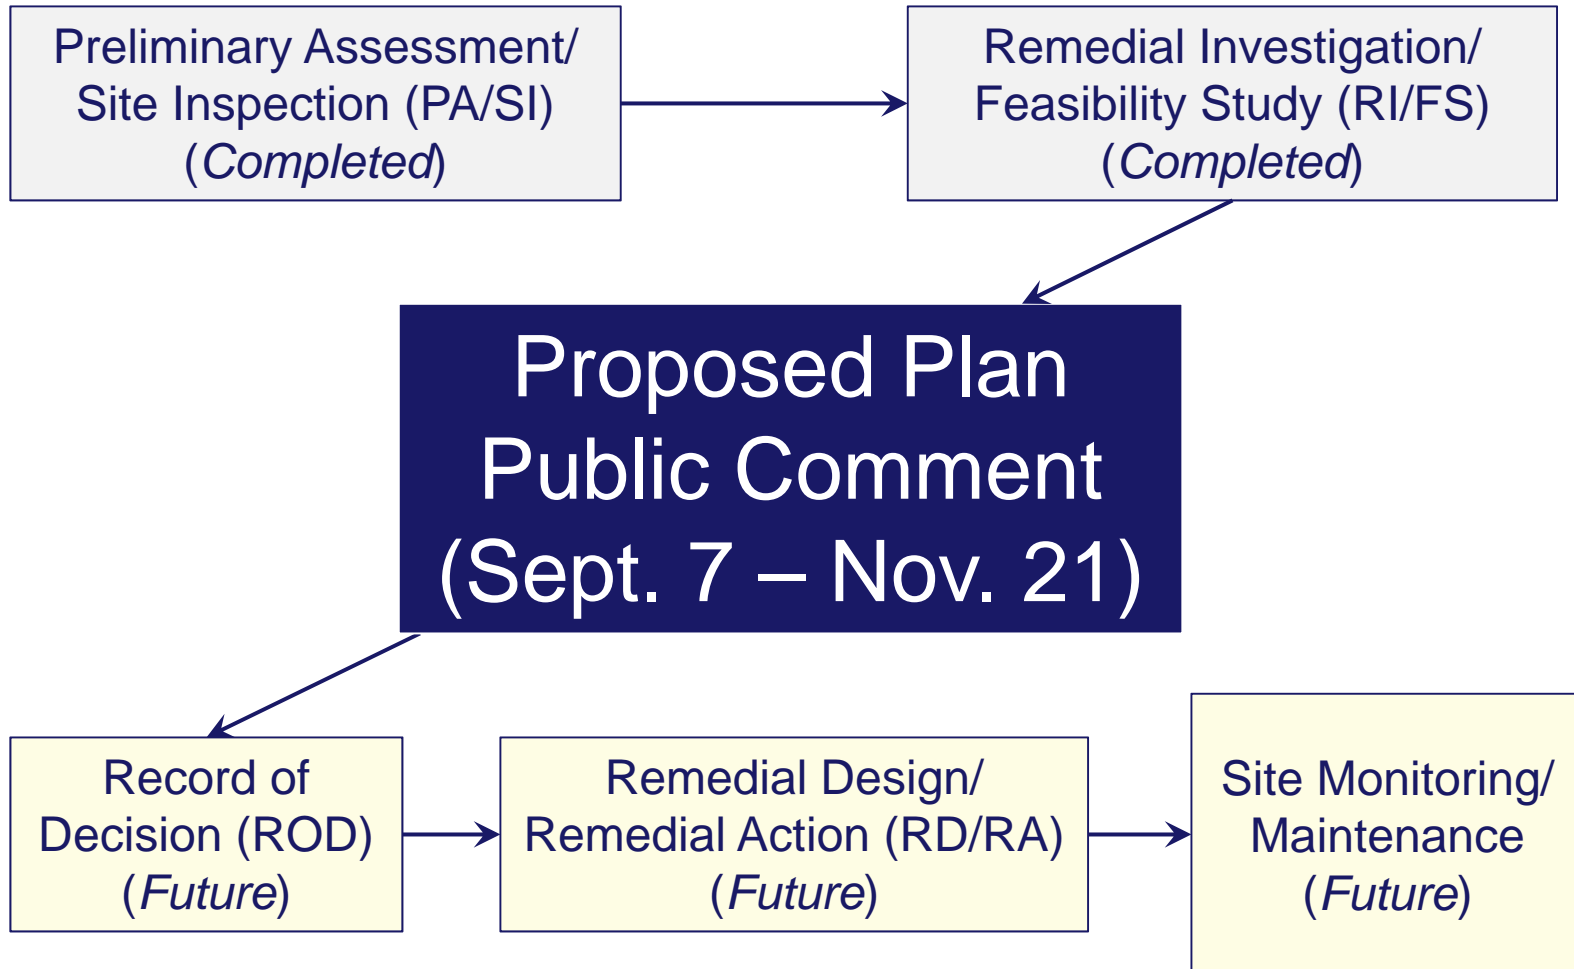 Preliminary Assessment/
Site Inspection (PA/SI)
(Completed)
Remedial Investigation/
Feasibility Study (RI/FS)
(Completed)
Proposed Plan
Public Comment
(Sept. 7 – Nov. 21)
Record of
Decision (ROD)
(Future)
Remedial Design/
Remedial Action (RD/RA)
(Future)
Site Monitoring/
Maintenance
(Future)